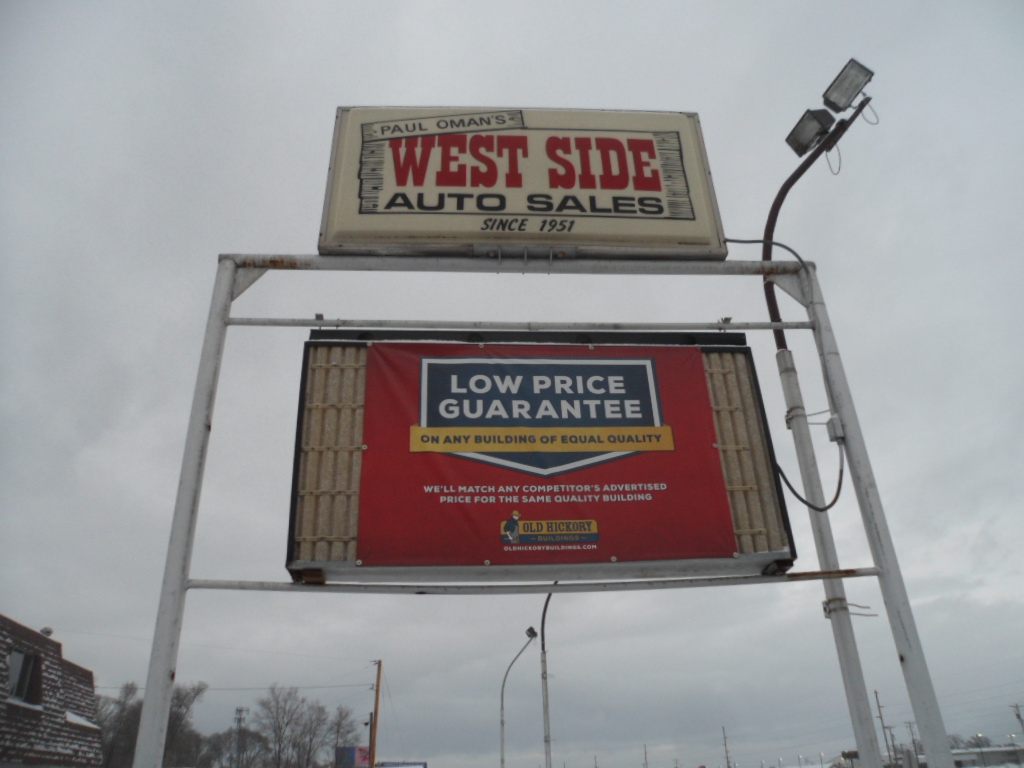 PAUL OMAN'S
WEST SIDE
AUTO SALES
SINCE 1951
LOW PRICE
GUARANTEE
ON ANY BUILDING OF EQUAL QUALITY
WE'LL MATCH ANY COMPETITOR'S ADVERTISED
PRICE FOR THE SAME QUALITY BUILDING
OLD HICKORY
BUILDINGS
OLDHICKORYBUILDINGS.COM